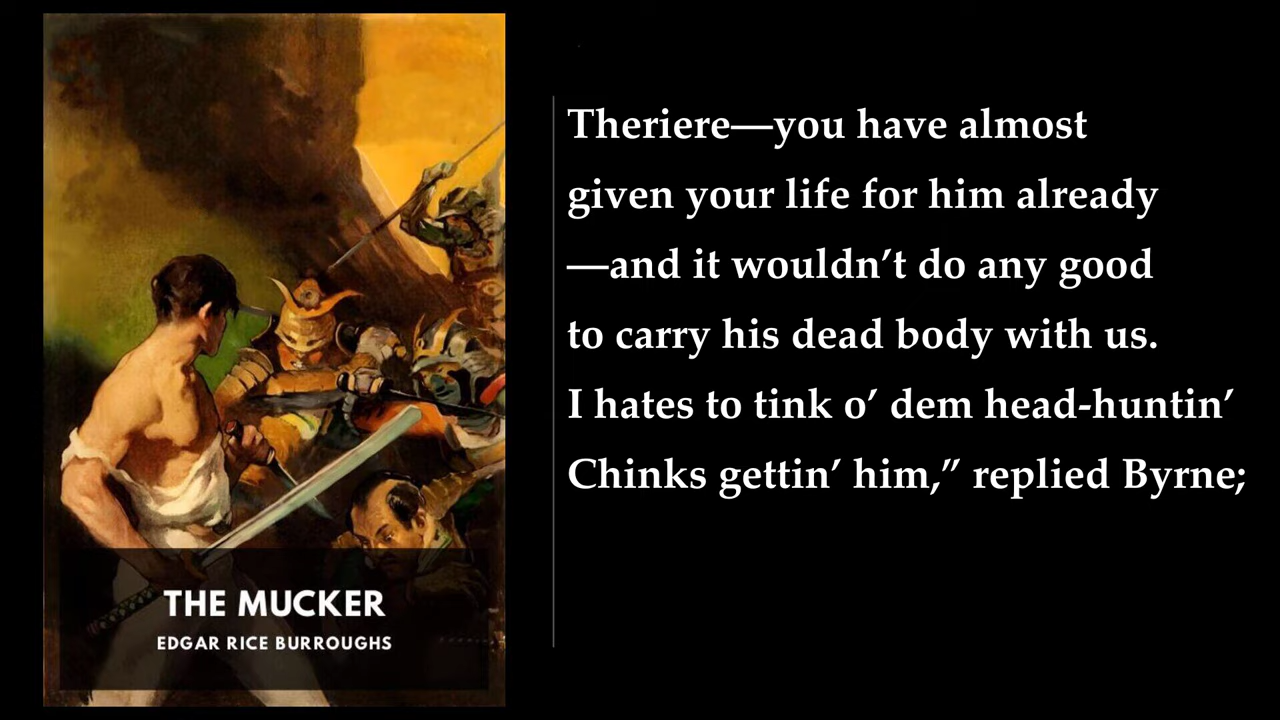 THE MUCKER
EDGAR RICE BURROUGHS
Theriere—you have almost
given your life for him already
—and it wouldn’t do any good
to carry his dead body with us.
I hates to tink o’ dem head-huntin’
Chinks gettin’ him,” replied Byrne;